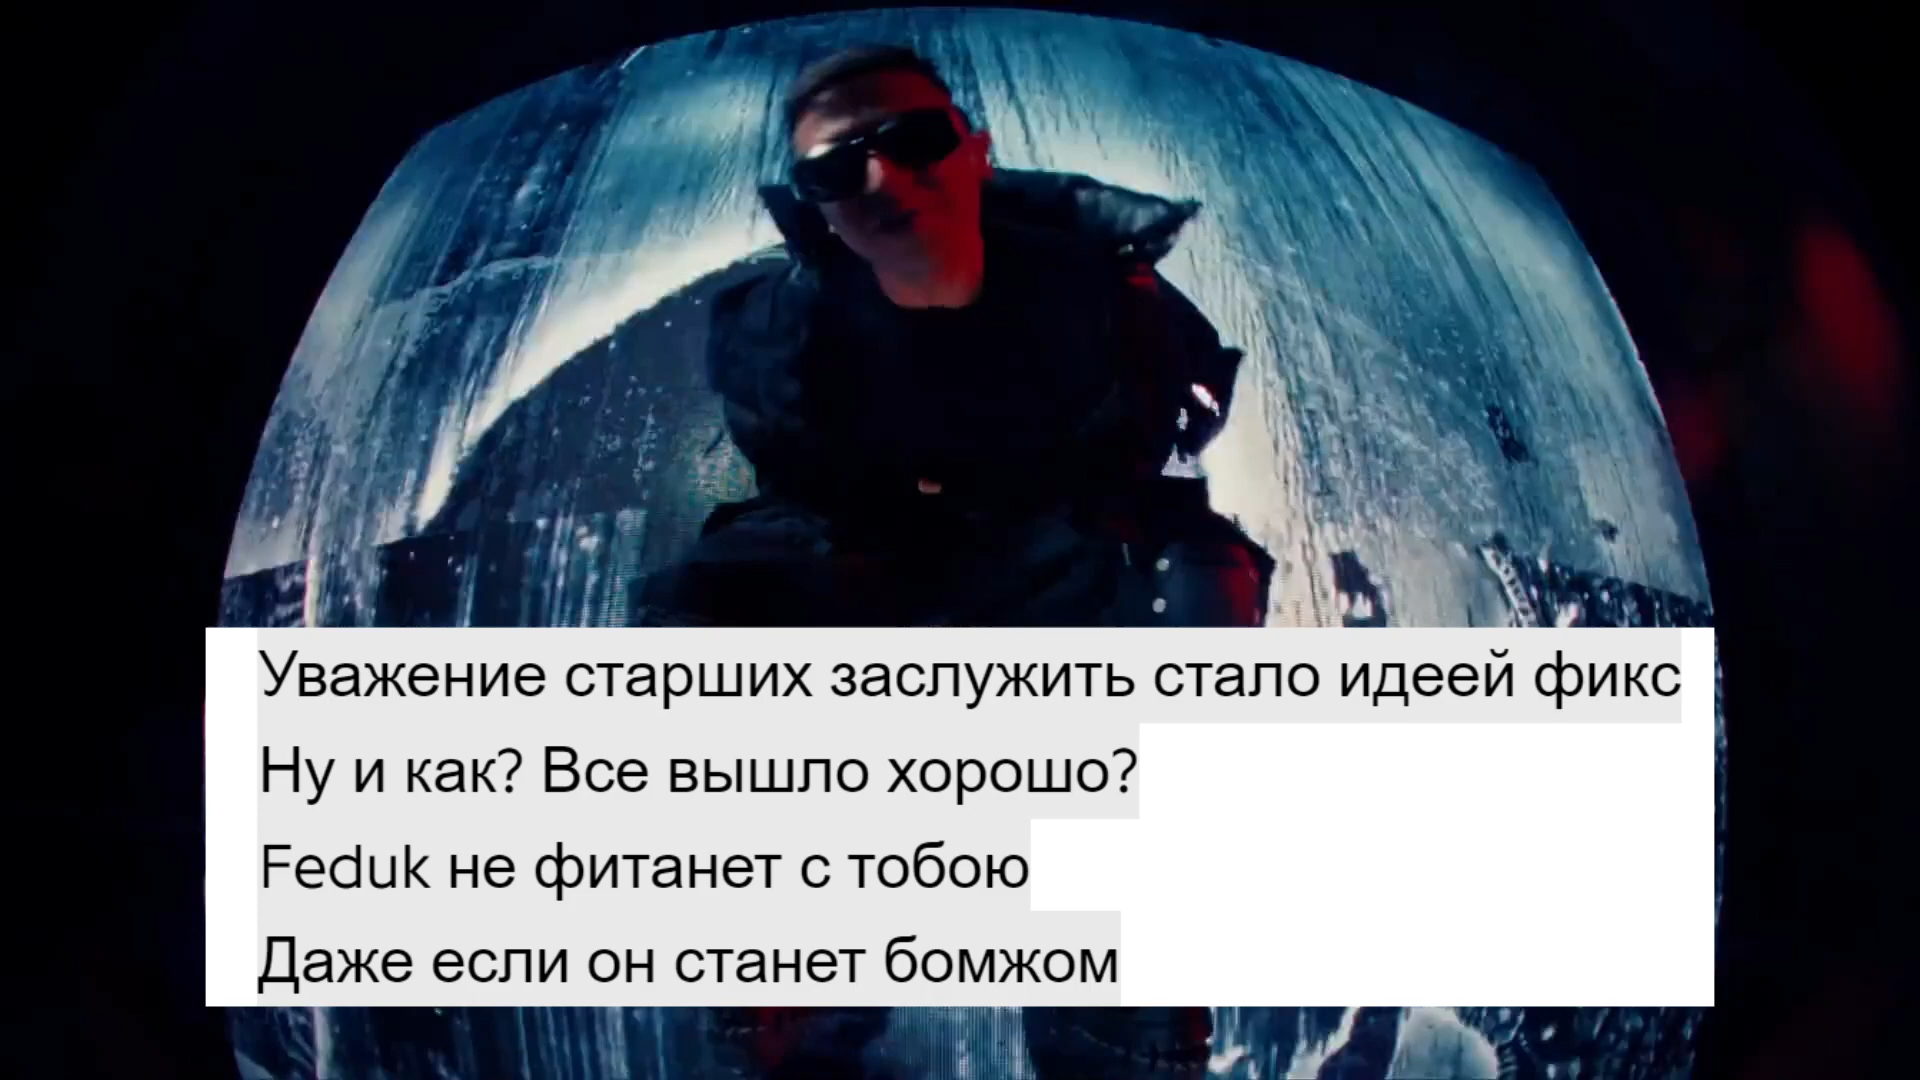 Уважение старших заслужить стало идеей фикс
Ну и как? Все вышло хорошо?
Feduk не фитанет с тобою
Даже если он станет бомжом